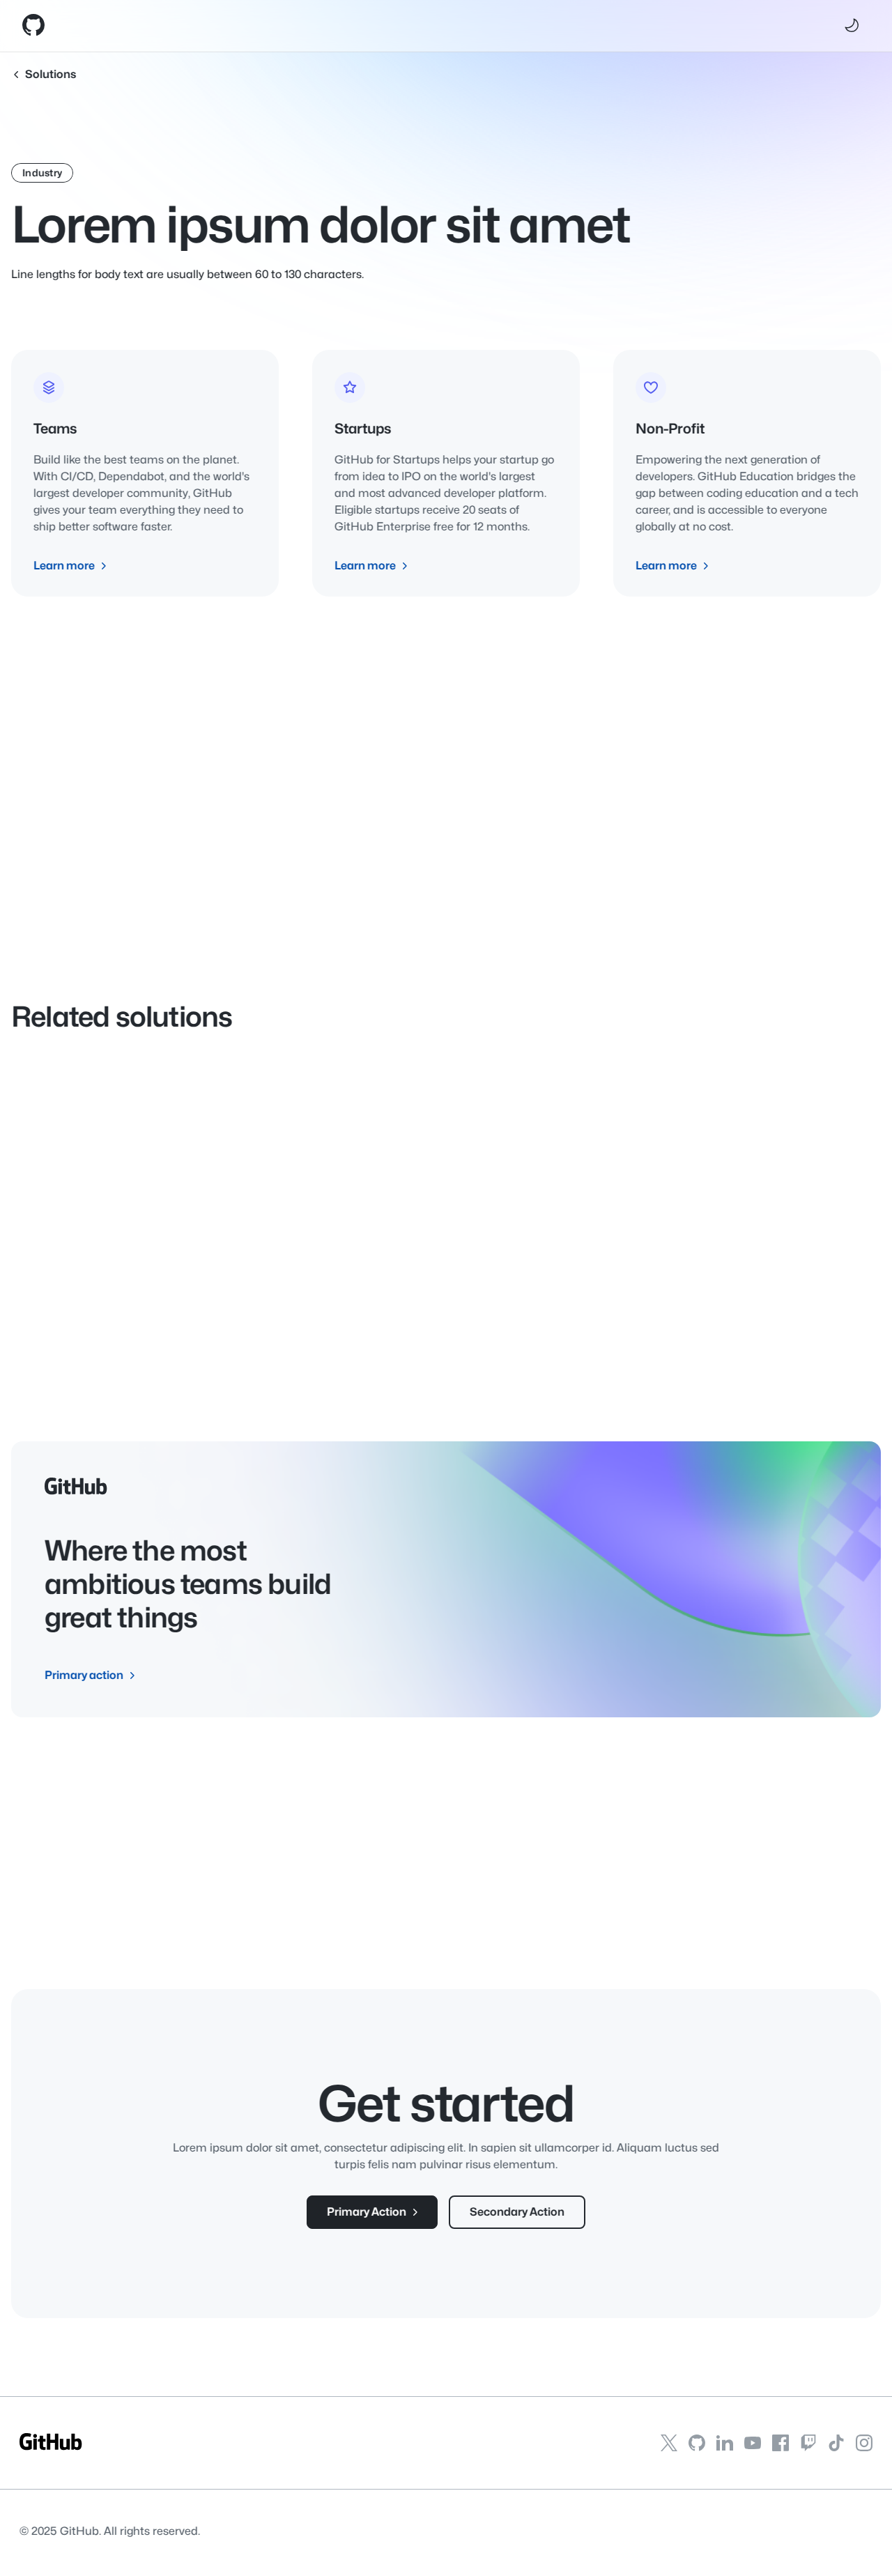 Solutions
Industry
Lorem ipsum dolor sit amet
Line lengths for body text are usually between 60 to 130 characters.
Teams
Build like the best teams on the planet.
With CI/CD, Dependabot, and the world's
largest developer community, GitHub
gives your team everything they need to
ship better software faster.
Learn more
Startups
GitHub for Startups helps your startup go
from idea to IPO on the world's largest
and most advanced developer platform.
Eligible startups receive 20 seats of
GitHub Enterprise free for 12 months.
Learn more
Non-Profit
Empowering the next generation of
developers. GitHub Education bridges the
gap between coding education and a tech
career, and is accessible to everyone
globally at no cost.
Learn more
Related solutions
GitHub
Where the most
ambitious teams build
great things
Primary action
Get started
Lorem ipsum dolor sit amet, consectetur adipiscing elit. In sapien sit ullamcorper id. Aliquam luctus sed
turpis felis nam pulvinar risus elementum.
Primary Action
Secondary Action
GitHub
© 2025 GitHub. All rights reserved.